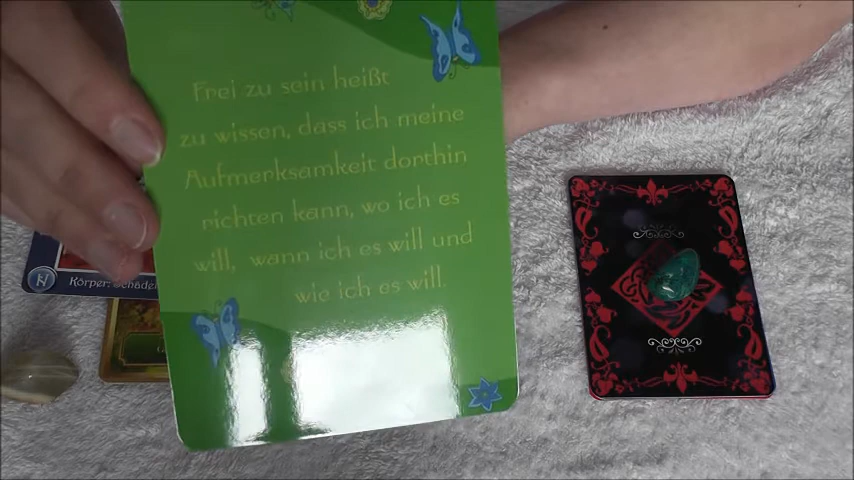 Frei zu sein heißt
zu wissen, dass ich meine
Aufmerksamkeit dorthin
richten kann, wo ich es
will, wann ich es will und
wie ich es will.
Körper: